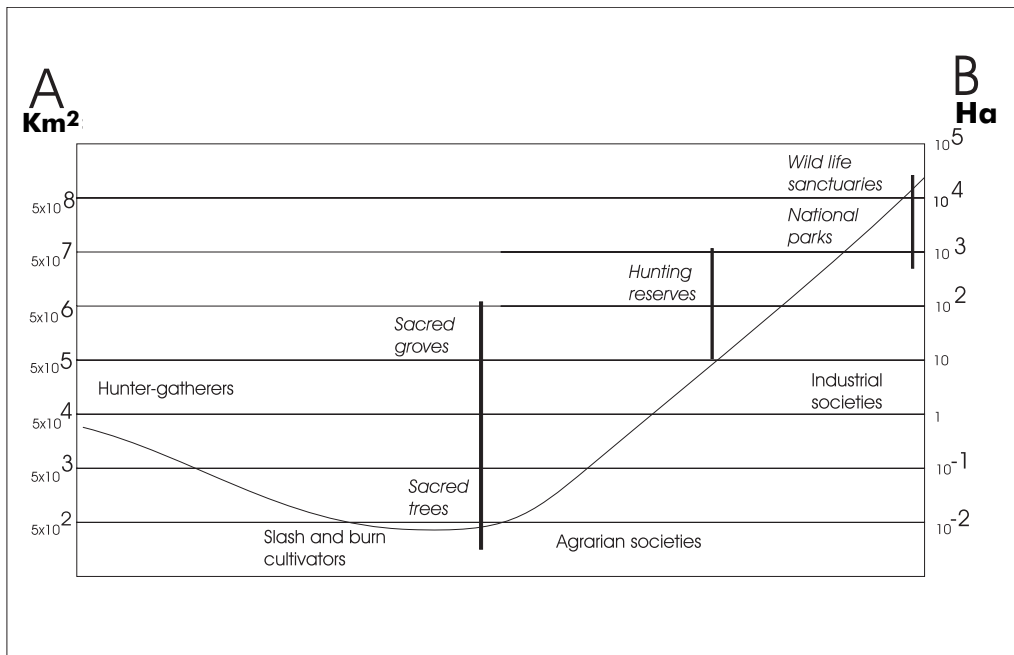 A
Km²
B
Ha
10⁵
Wild life
sanctuaries
5x10⁸
10⁴
National
parks
5x10⁷
10³
Hunting
reserves
5x10⁶
10²
Sacred
groves
5x10⁵
10
Hunter-gatherers
Industrial
societies
5x10⁴
1
5x10³
10⁻¹
Sacred
trees
5x10²
10⁻²
Slash and burn
cultivators
Agrarian societies